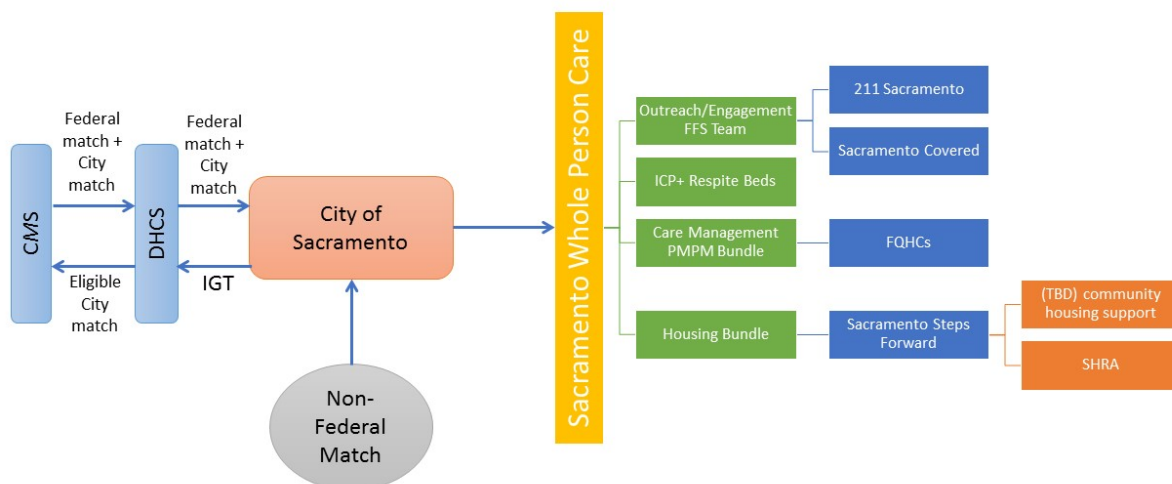 CMS
Federal
match +
City
match
Eligible
City
match
DHCS
Federal
match + City
match
IGT
City of
Sacramento
Non-
Federal
Match
Sacramento Whole Person Care
Outreach/Engagement
FFS Team
211 Sacramento
Sacramento Covered
ICP+ Respite Beds
Care Management
PMPM Bundle
FQHCs
Housing Bundle
Sacramento Steps
Forward
(TBD) community
housing support
SHRA